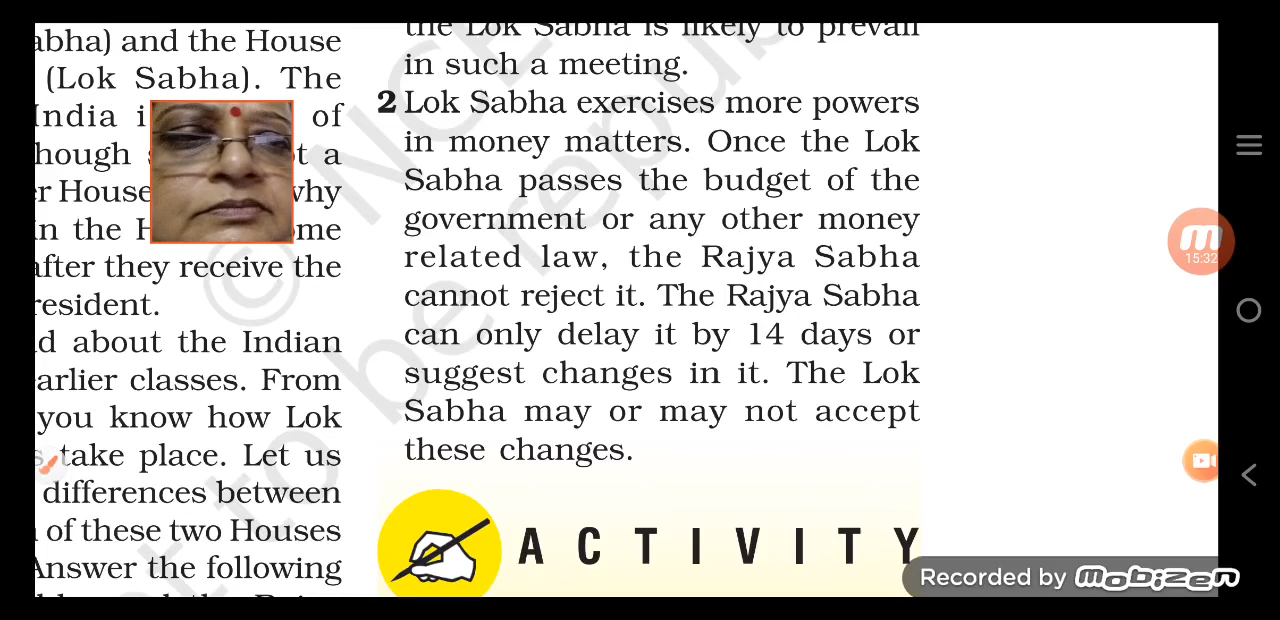 abha) and the House
(Lok Sabha). The
India i of
hough a
er House why
in the H ome
after they receive the
resident.
d about the Indian
earlier classes. From
you know how Lok
s take place. Let us
differences between
of these two Houses
Answer the following
the Lok Sabha is likely to prevail
in such a meeting.
2 Lok Sabha exercises more powers
in money matters. Once the Lok
Sabha passes the budget of the
government or any other money
related law, the Rajya Sabha
cannot reject it. The Rajya Sabha
can only delay it by 14 days or
suggest changes in it. The Lok
Sabha may or may not accept
these changes.
ACTIVITY
15:32
Recorded by mobizen